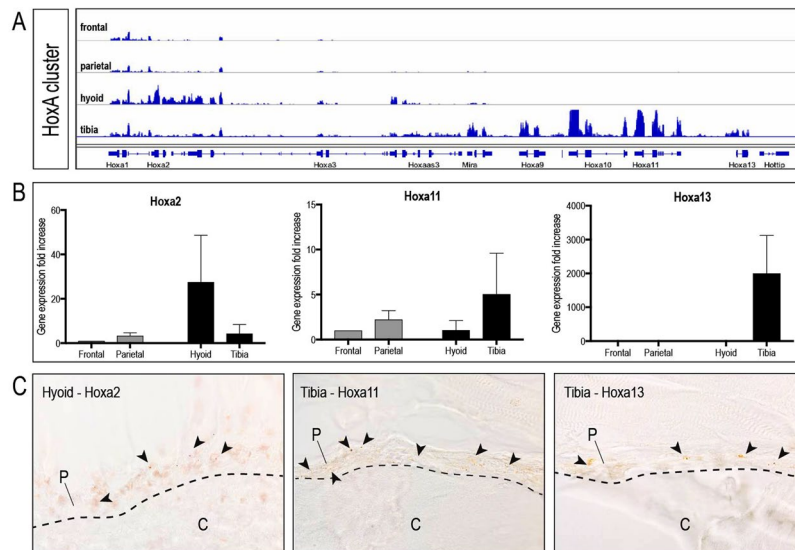 A
HoxA cluster
frontal
parietal
hyoid
tibia
Hoxa1 Hoxa2 Hoxa3 Hoxaas3 Mira Hoxa9 Hoxa10 Hoxa11 Hoxa13 Hottip
B
Hoxa2
Gene expression fold increase
60
40
20
0
Frontal Parietal Hyoid Tibia
Hoxa11
Gene expression fold increase
15
10
5
0
Frontal Parietal Hyoid Tibia
Hoxa13
Gene expression fold increase
4000
3000
2000
1000
0
Frontal Parietal Hyoid Tibia
C
Hyoid - Hoxa2
P
C
Tibia - Hoxa11
P
C
Tibia - Hoxa13
P
C